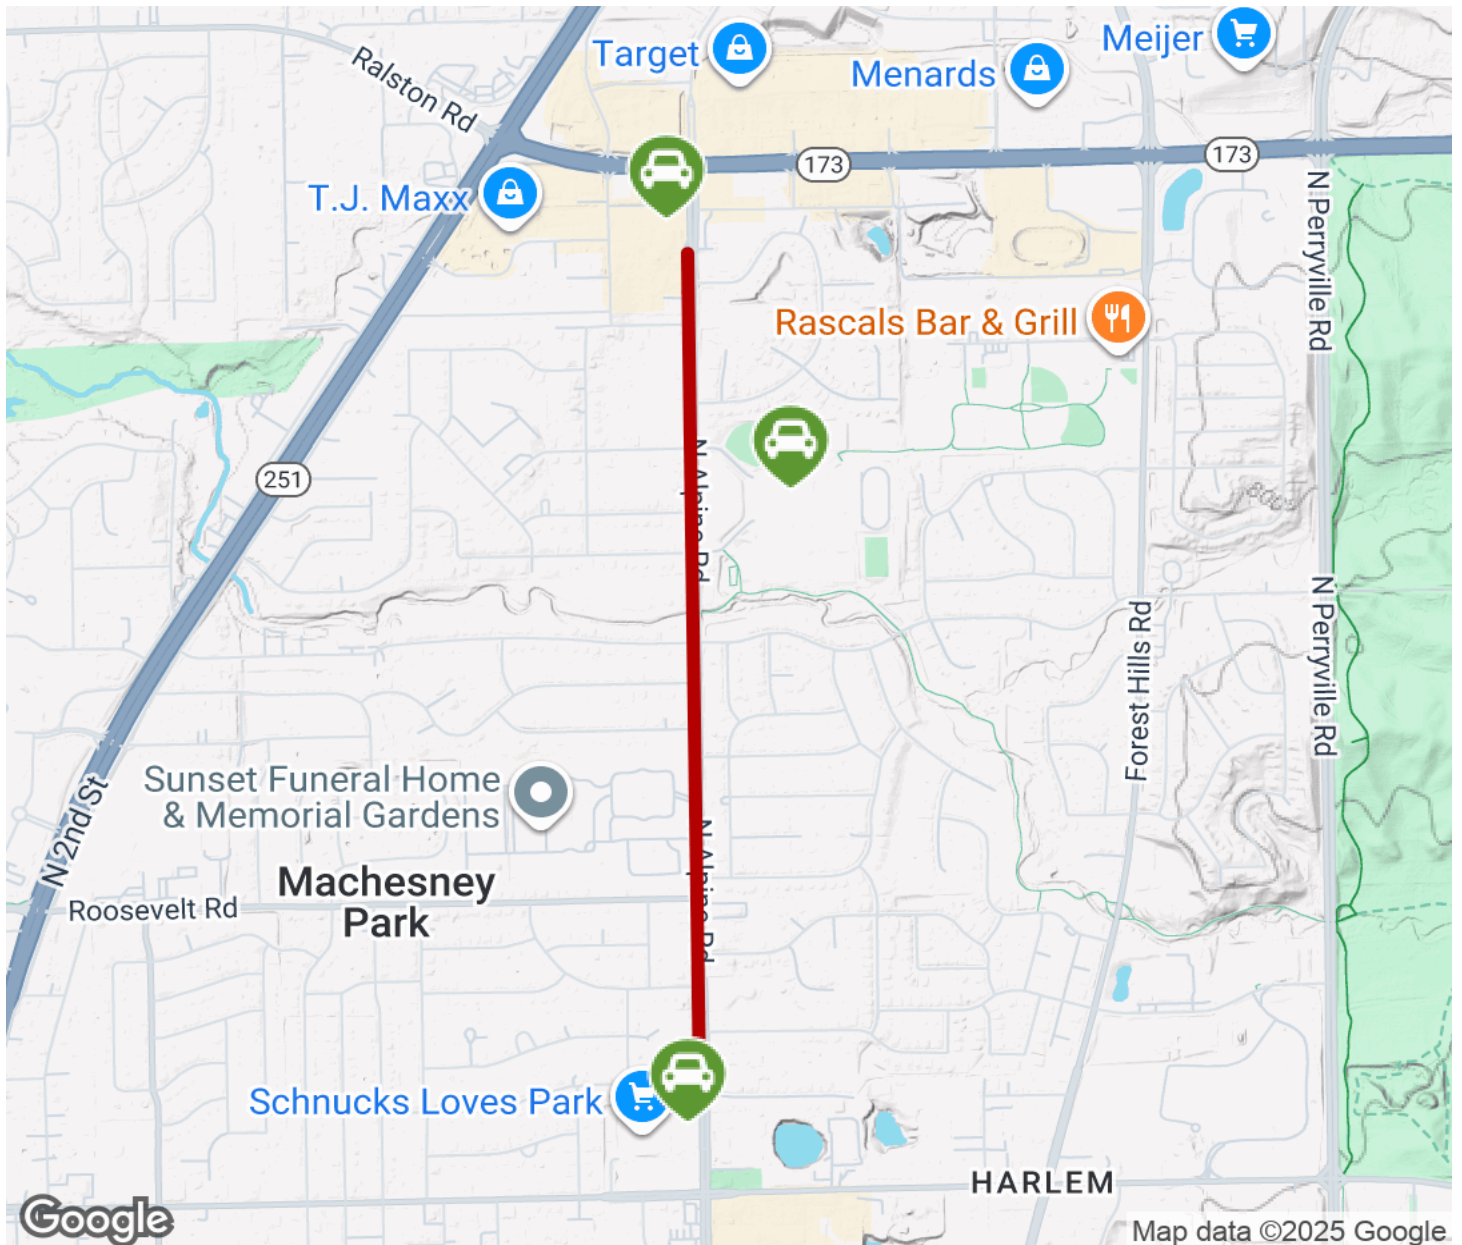 Target
Menards
Meijer
Ralston Rd
173
173
T.J. Maxx
N Perryville Rd
Rascals Bar & Grill
N Alpine Rd
251
N Perryville Rd
Forest Hills Rd
Sunset Funeral Home
& Memorial Gardens
N 2nd St
N Alpine Rd
Machesney
Park
Roosevelt Rd
Schnucks Loves Park
HARLEM
Google
Map data ©2025 Google